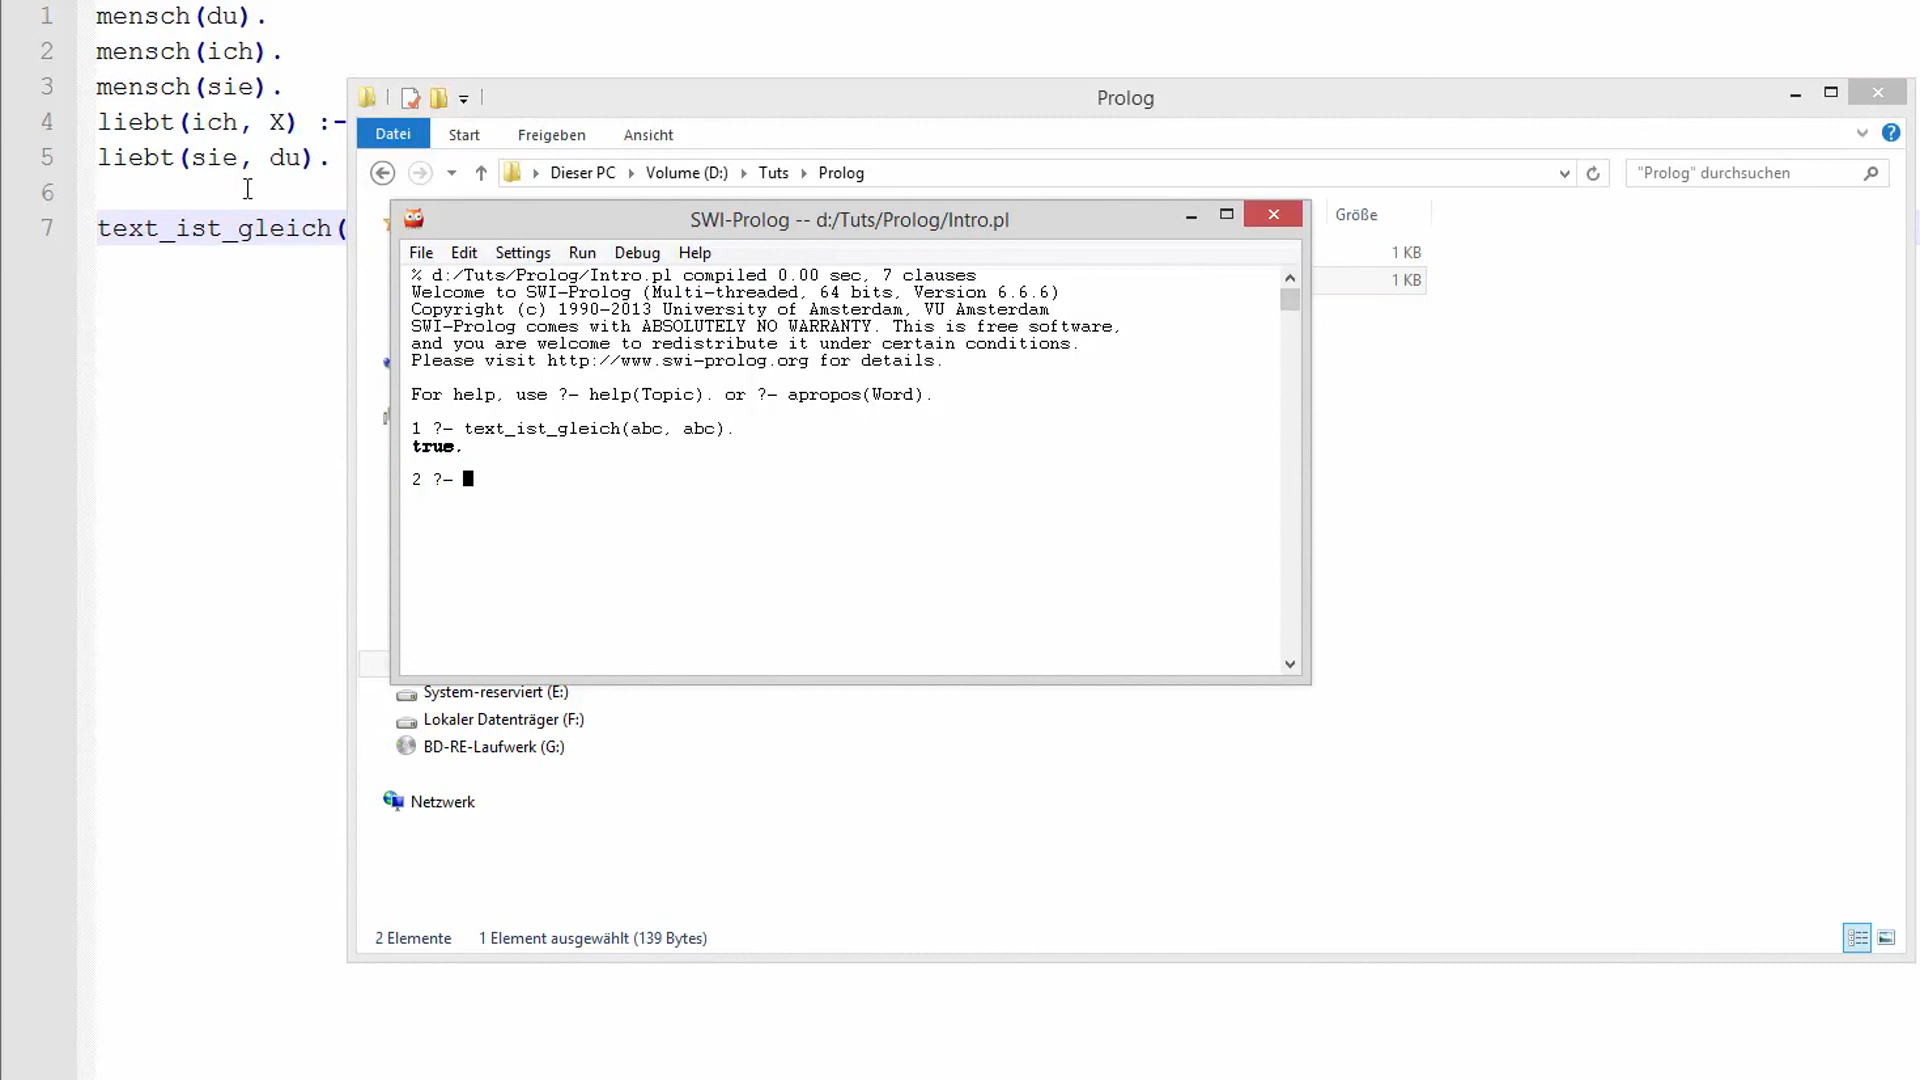 1 mensch(du).
2 mensch(ich).
3 mensch(sie).
4 liebt(ich, X) :-
5 liebt(sie, du).
6
7 text_ist_gleich(
Prolog
Datei Start Freigeben Ansicht
Dieser PC Volume (D:) Tuts Prolog
"Prolog" durchsuchen
Größe
1 KB
1 KB
SWI-Prolog -- d:/Tuts/Prolog/Intro.pl
File Edit Settings Run Debug Help
% d:/Tuts/Prolog/Intro.pl compiled 0.00 sec, 7 clauses
Welcome to SWI-Prolog (Multi-threaded, 64 bits, Version 6.6.6)
Copyright (c) 1990-2013 University of Amsterdam, VU Amsterdam
SWI-Prolog comes with ABSOLUTELY NO WARRANTY. This is free software,
and you are welcome to redistribute it under certain conditions.
Please visit http://www.swi-prolog.org for details.
For help, use ?- help(Topic). or ?- apropos(Word).
1 ?- text_ist_gleich(abc, abc).
true.
2 ?-
System-reserviert (E:)
Lokaler Datenträger (F:)
BD-RE-Laufwerk (G:)
Netzwerk
2 Elemente 1 Element ausgewählt (139 Bytes)